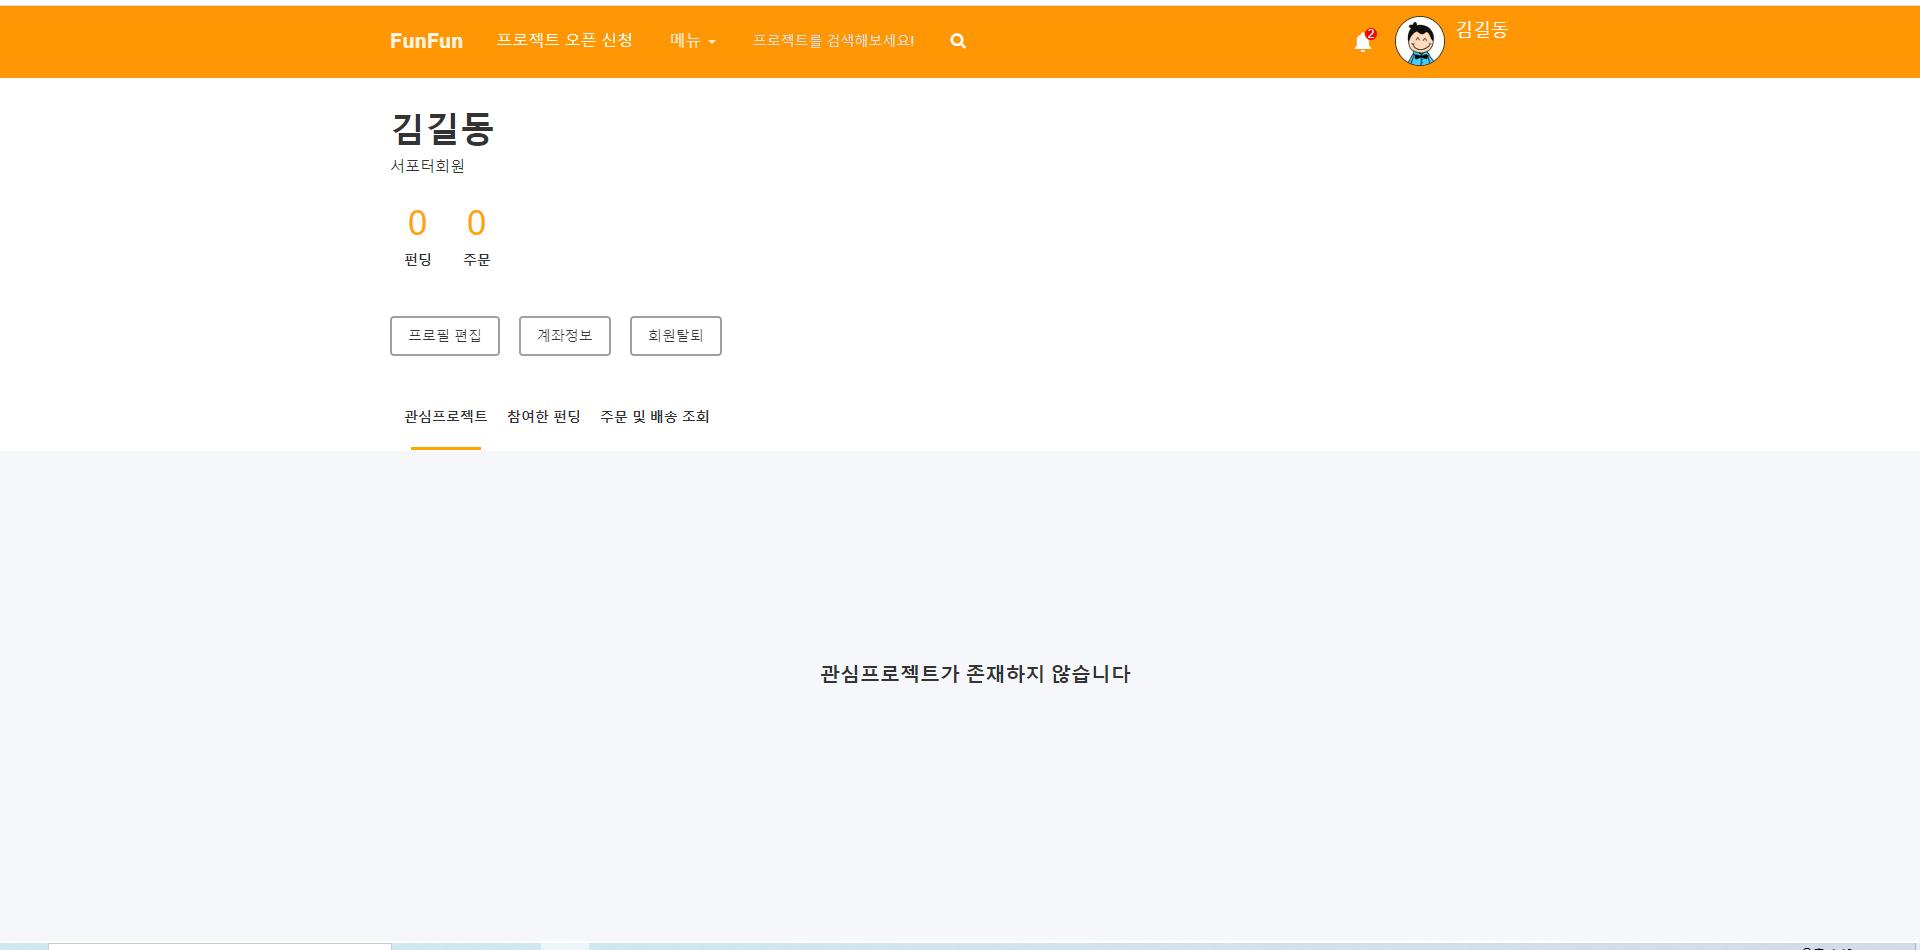 FunFun 프로젝트 오픈 신청 메뉴 프로젝트를 검색해보세요! 2 김길동
김길동
서포터회원
0 0
펀딩 주문
프로필 편집 계좌정보 회원탈퇴
관심프로젝트 참여한 펀딩 주문 및 배송 조회
관심프로젝트가 존재하지 않습니다